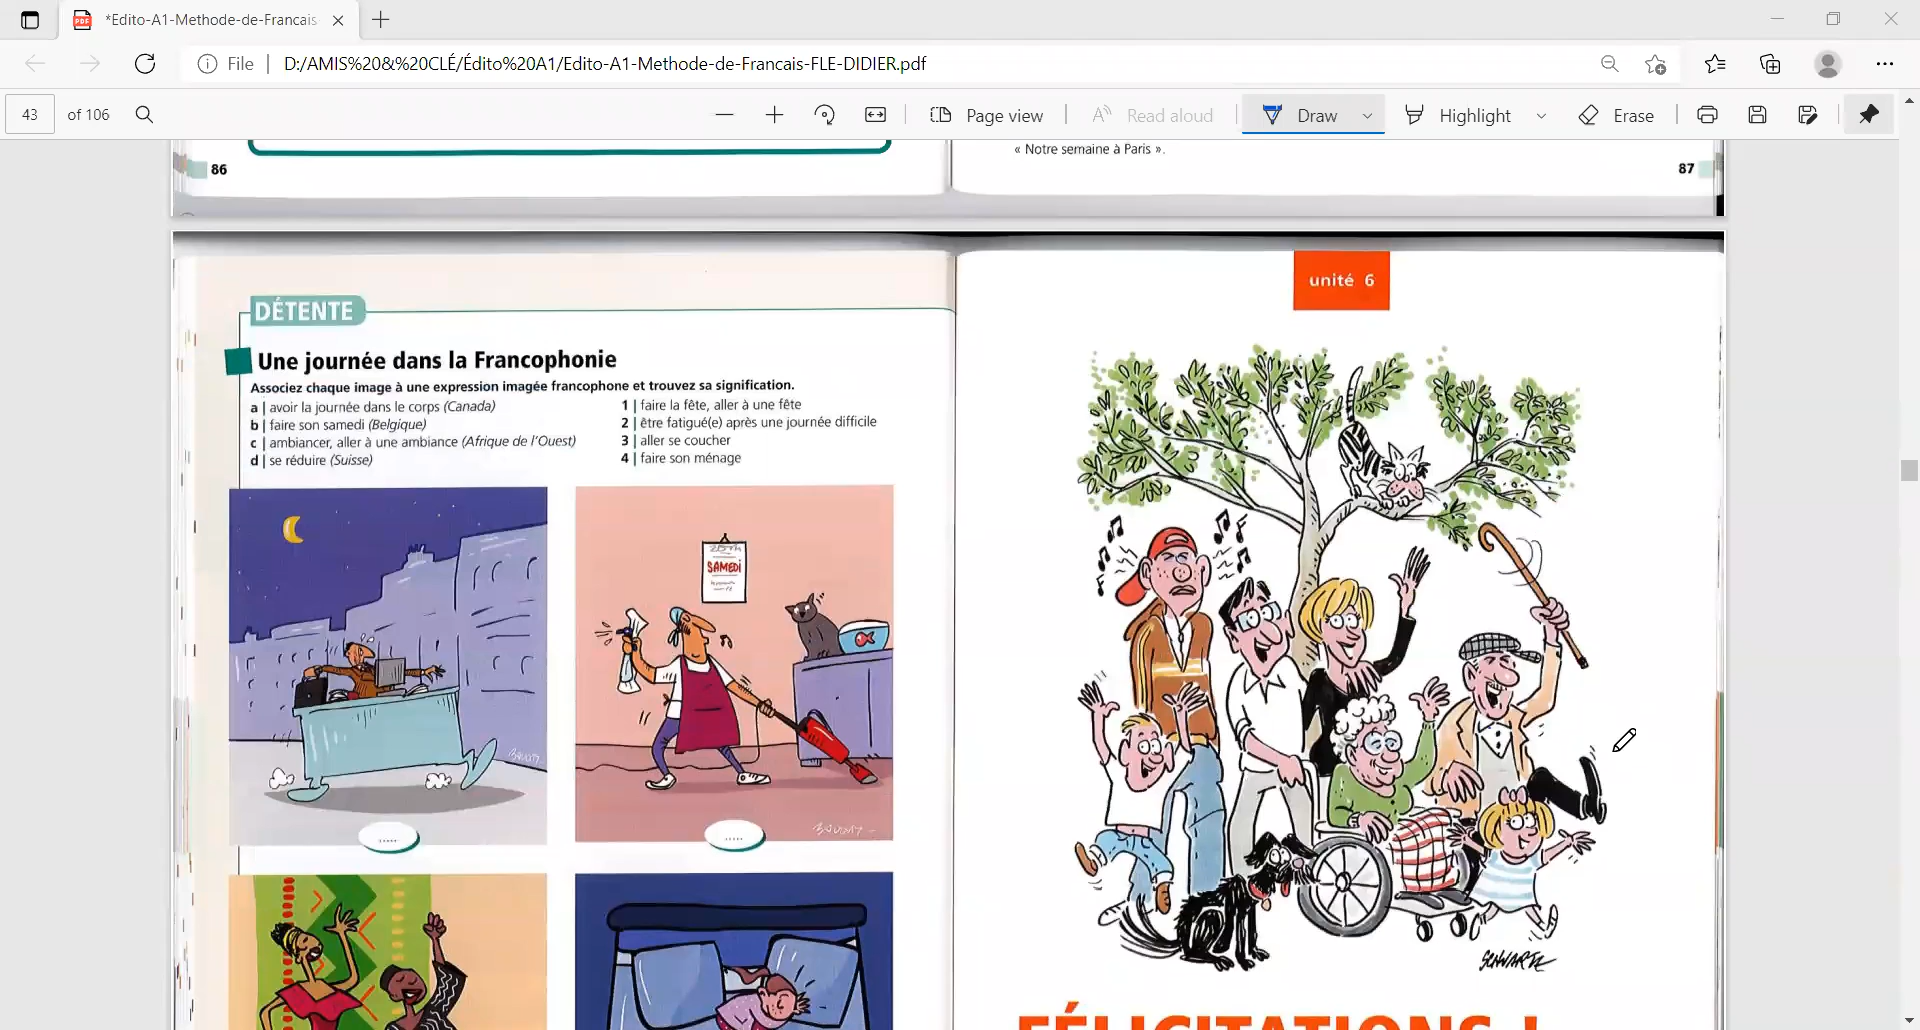 *Edito-A1-Methode-de-Francais
File
D:/AMIS%20&%20CLÉ/Édito%20A1/Edito-A1-Methode-de-Francais-FLE-DIDIER.pdf
43 of 106
Page view
Read aloud
Draw
Highlight
Erase
86
« Notre semaine à Paris ».
87
DÉTENTE
Une journée dans la Francophonie
Associez chaque image à une expression imagée francophone et trouvez sa signification.
a | avoir la journée dans le corps (Canada)
b | faire son samedi (Belgique)
c | ambiancer, aller à une ambiance (Afrique de l'Ouest)
d | se réduire (Suisse)
1 | faire la fête, aller à une fête
2 | être fatigué(e) après une journée difficile
3 | aller se coucher
4 | faire son ménage
SAMEDI
.....
.....
unité 6
FÉLICITATIONS !